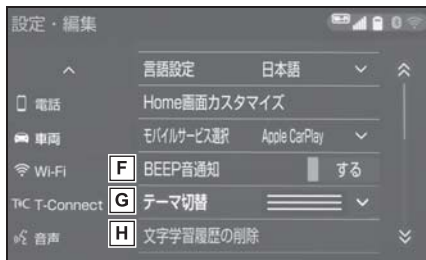 設定・編集
言語設定 日本語
Home画面カスタマイズ
電話
モバイルサービス選択 Apple CarPlay
車両
F BEEP音通知 する
Wi-Fi
G テーマ切替
T-Connect
H 文字学習履歴の削除
音声